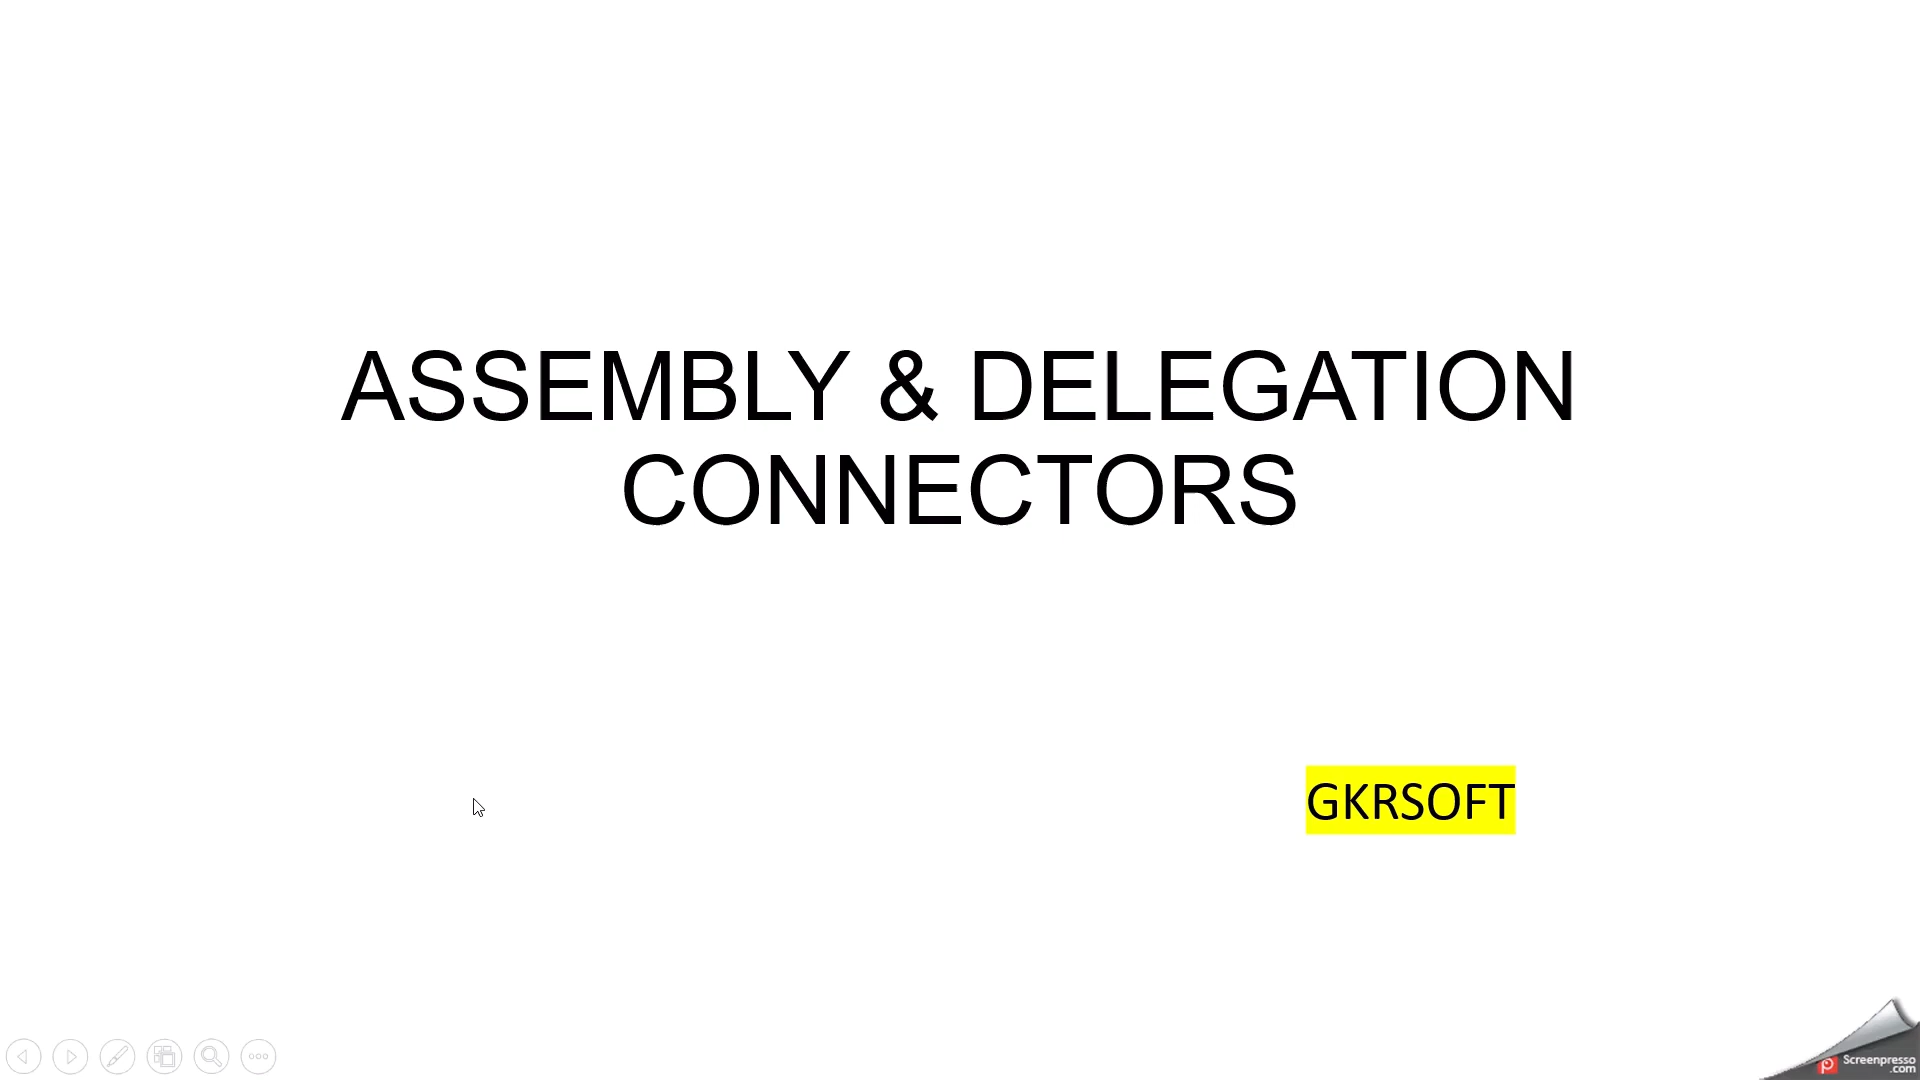 ASSEMBLY & DELEGATION
CONNECTORS
GKRSOFT
Screenpresso
.com